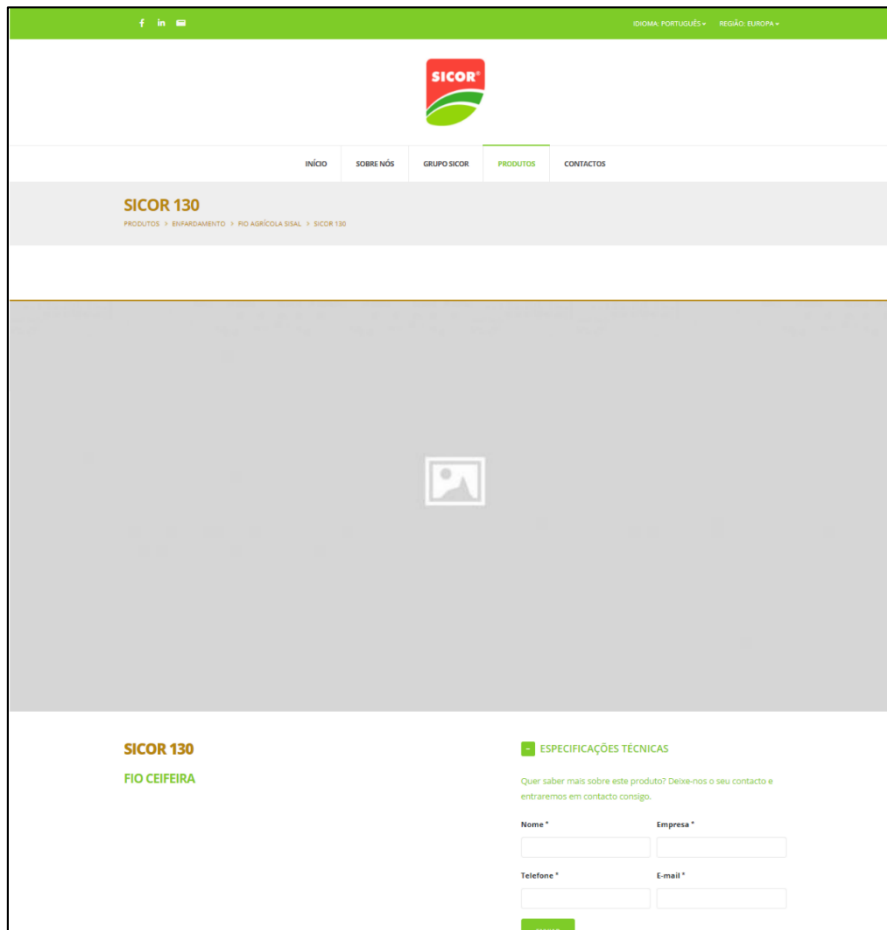 IDIOMA: PORTUGUÊS REGIÃO: EUROPA
SICOR®
INÍCIO SOBRE NÓS GRUPO SICOR PRODUTOS CONTACTOS
SICOR 130
PRODUTOS > ENFARDAMENTO > FIO AGRÍCOLA SISAL > SICOR 130
SICOR 130
FIO CEIFEIRA
- ESPECIFICAÇÕES TÉCNICAS
Quer saber mais sobre este produto? Deixe-nos o seu contacto e
entraremos em contacto consigo.
Nome * Empresa *
Telefone * E-mail *